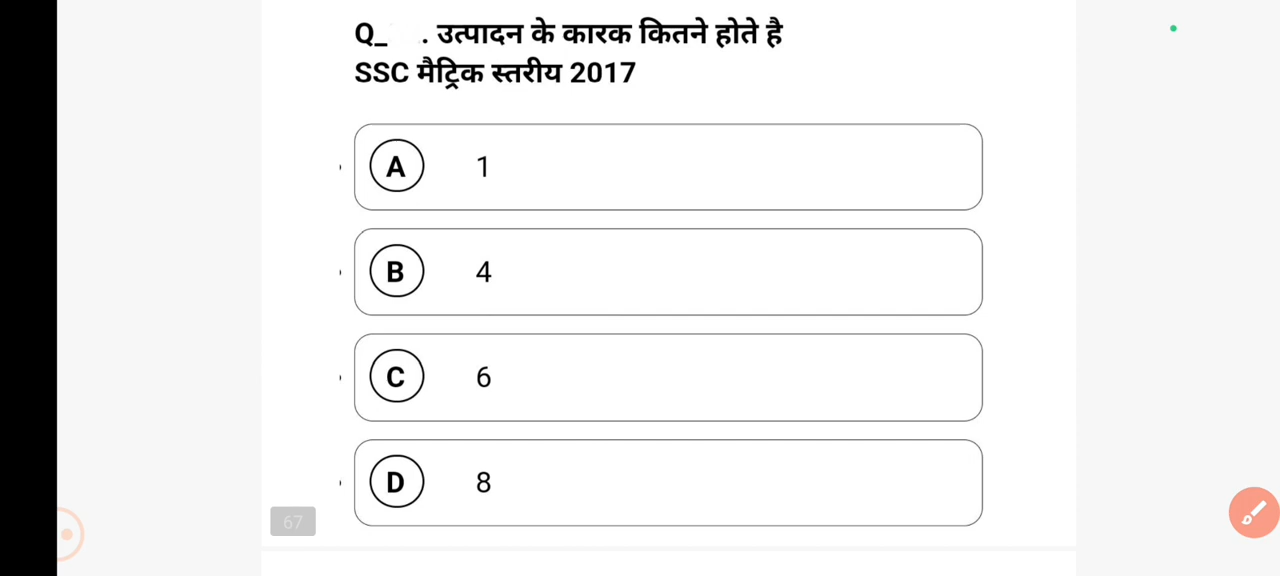 Q_ . उत्पादन के कारक कितने होते है
SSC मैट्रिक स्तरीय 2017
A 1
B 4
C 6
D 8
67